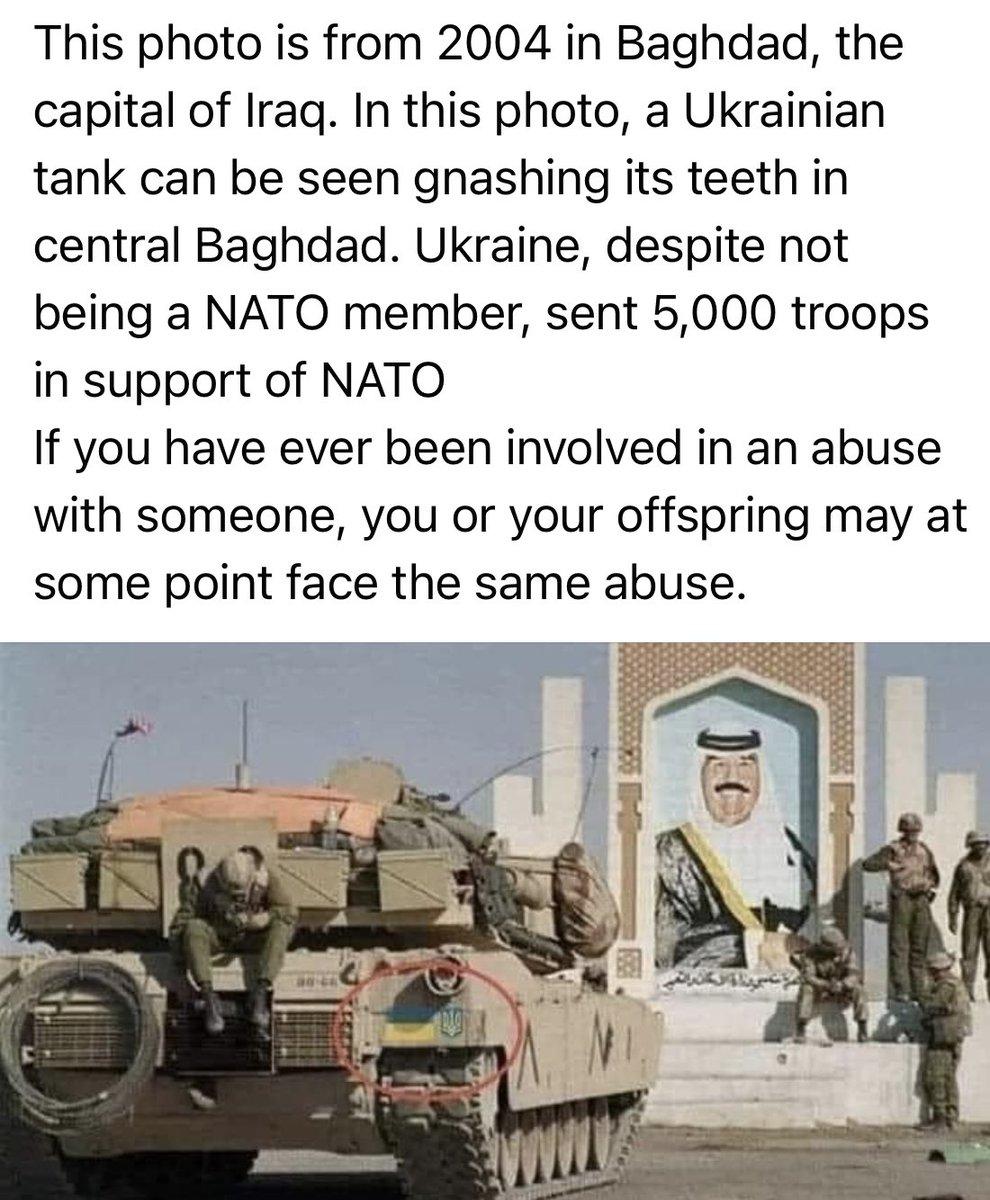 This photo is from 2004 in Baghdad, the
capital of Iraq. In this photo, a Ukrainian
tank can be seen gnashing its teeth in
central Baghdad. Ukraine, despite not
being a NATO member, sent 5,000 troops
in support of NATO
If you have ever been involved in an abuse
with someone, you or your offspring may at
some point face the same abuse.